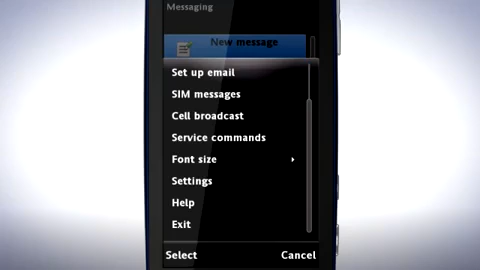 Messaging
New message
Set up email
SIM messages
Cell broadcast
Service commands
Font size
Settings
Help
Exit
Select Cancel